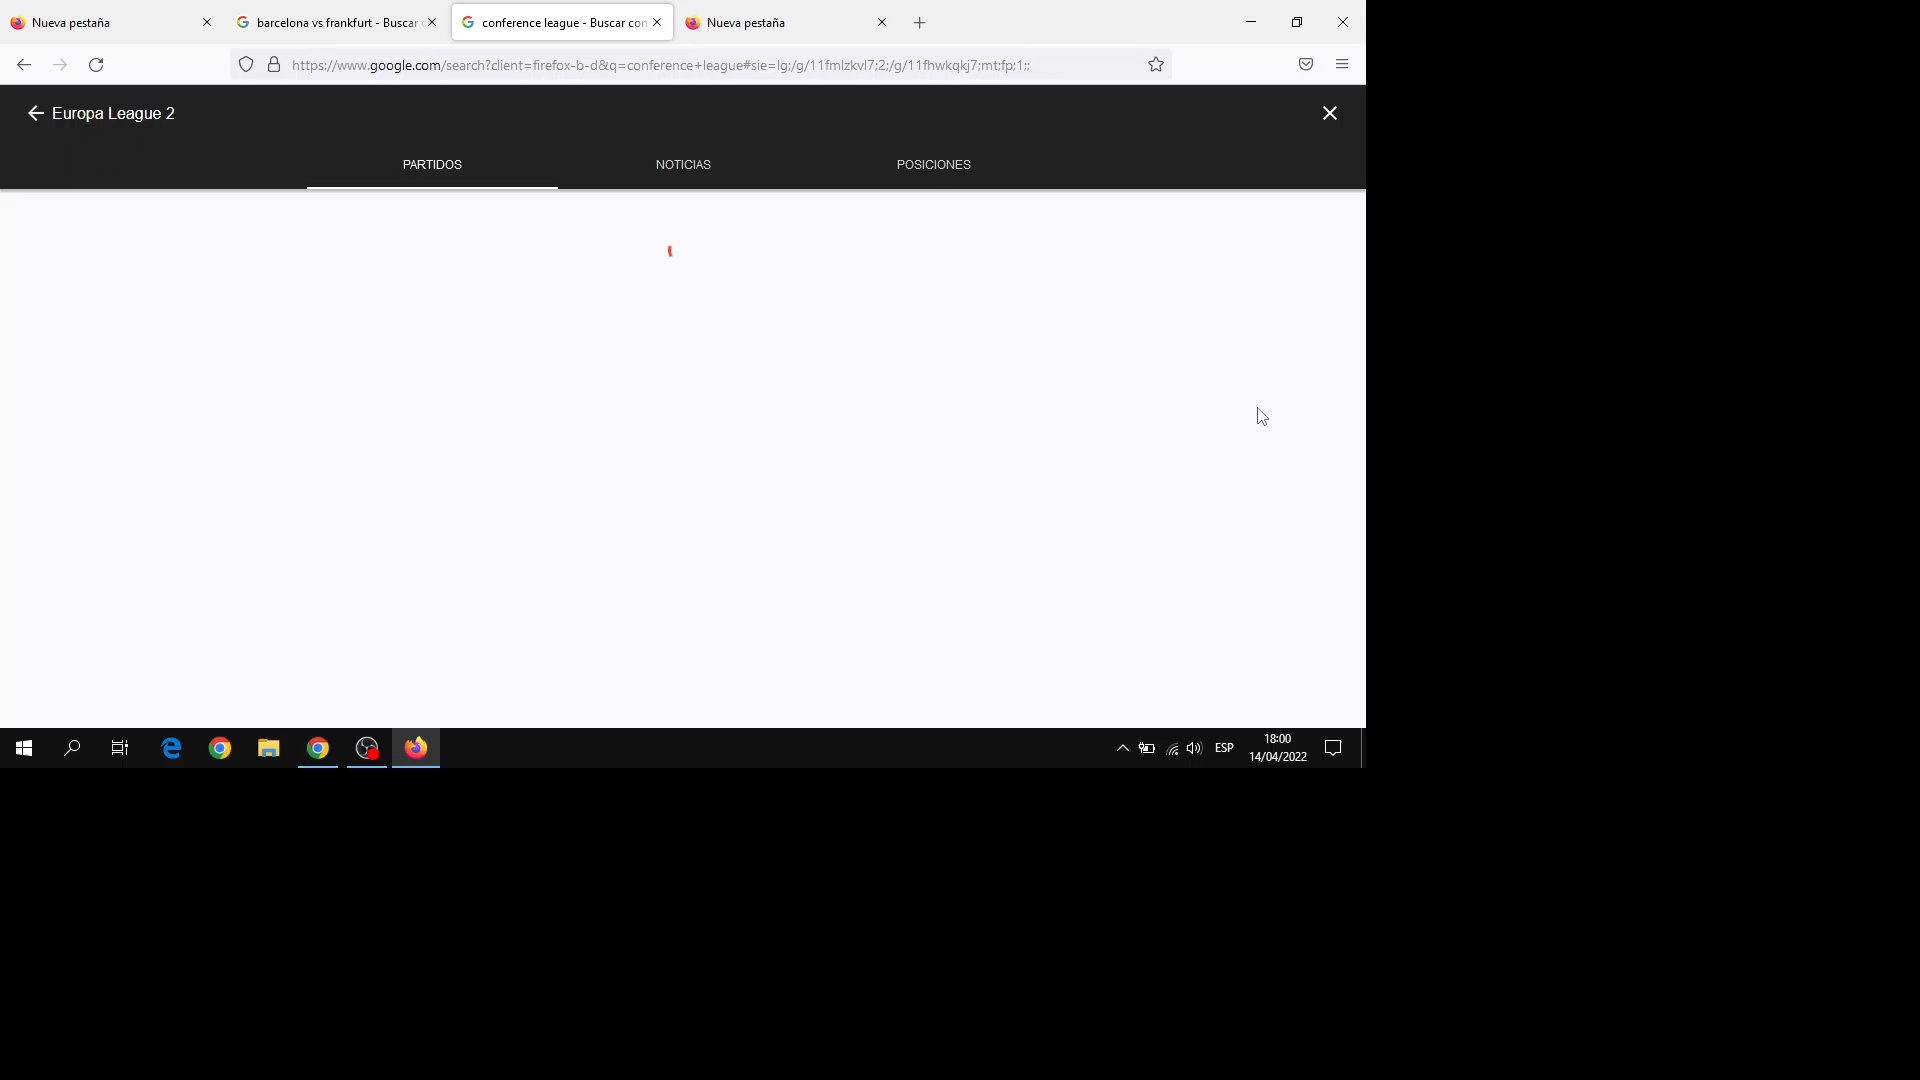 Nueva pestaña
barcelona vs frankfurt - Buscar
conference league - Buscar con
Nueva pestaña
https://www.google.com/search?client=firefox-b-d&q=conference+league#sie=lg;/g/11fmlzkvl7;2;/g/11fhwkqkj7;mt;fp;1;;
Europa League 2
PARTIDOS
NOTICIAS
POSICIONES
ESP
18:00
14/04/2022